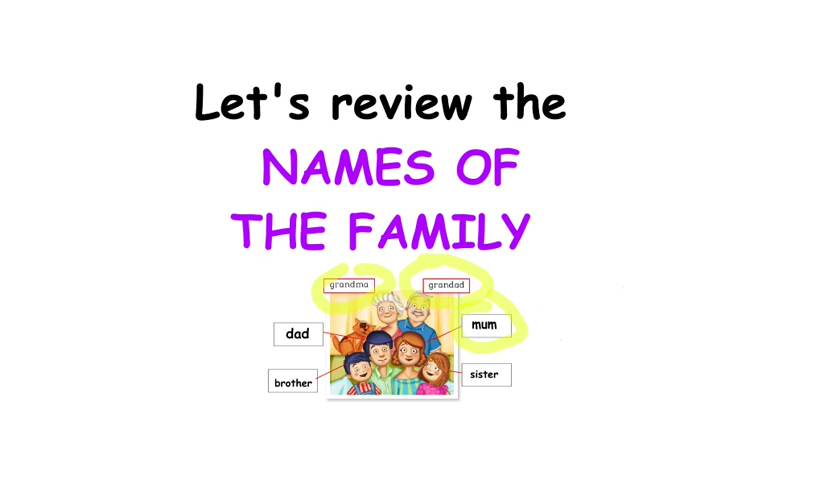 Let's review the
NAMES OF
THE FAMILY
grandma
grandad
dad
mum
brother
sister